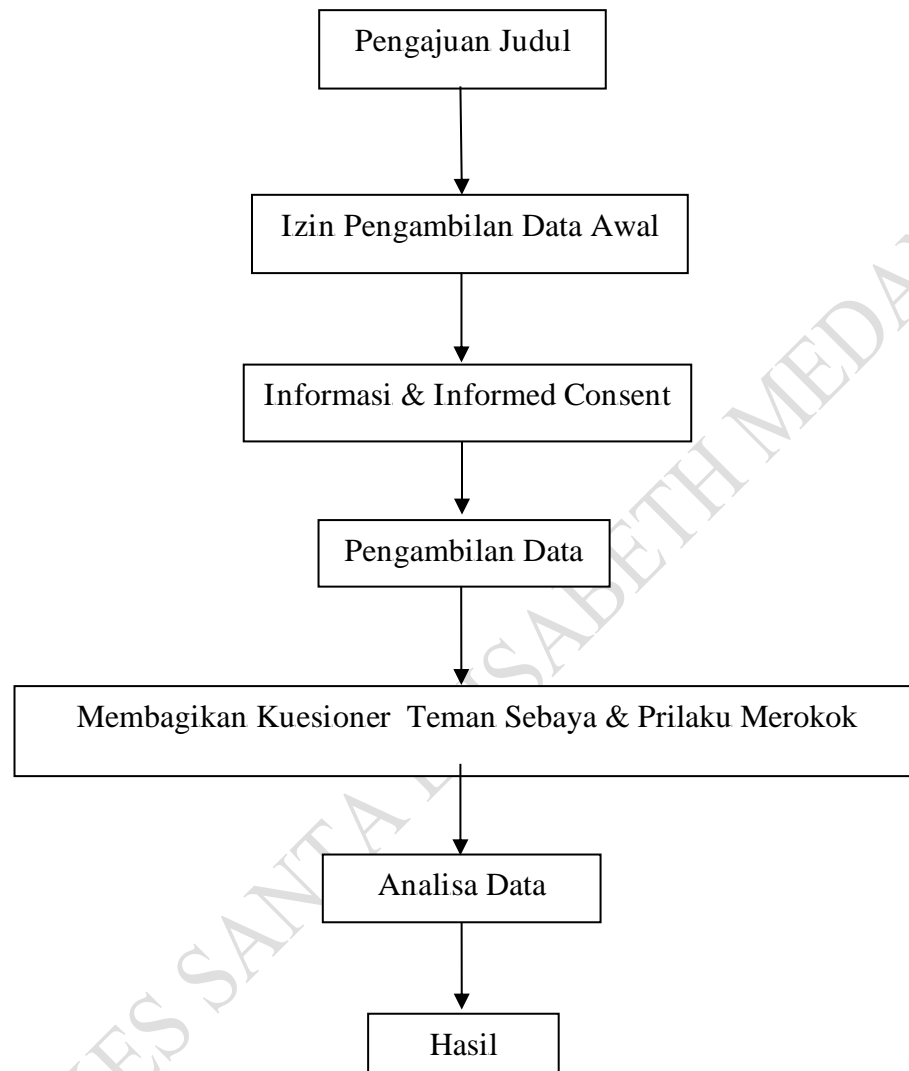 Pengajuan Judul
Izin Pengambilan Data Awal
Informasi & Informed Consent
Pengambilan Data
Membagikan Kuesioner Teman Sebaya & Prilaku Merokok
Analisa Data
Hasil
SANTA